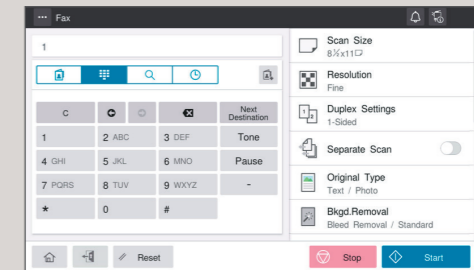 Fax
1
Scan Size
8½x11
Resolution
Fine
C
Next
Destination
Duplex Settings
1-Sided
1
2 ABC
3 DEF
Tone
Separate Scan
4 GHI
5 JKL
6 MNO
Pause
7 PQRS
8 TUV
9 WXYZ
-
Original Type
Text / Photo
*
0
#
Bkgd.Removal
Bleed Removal / Standard
Reset
Stop
Start